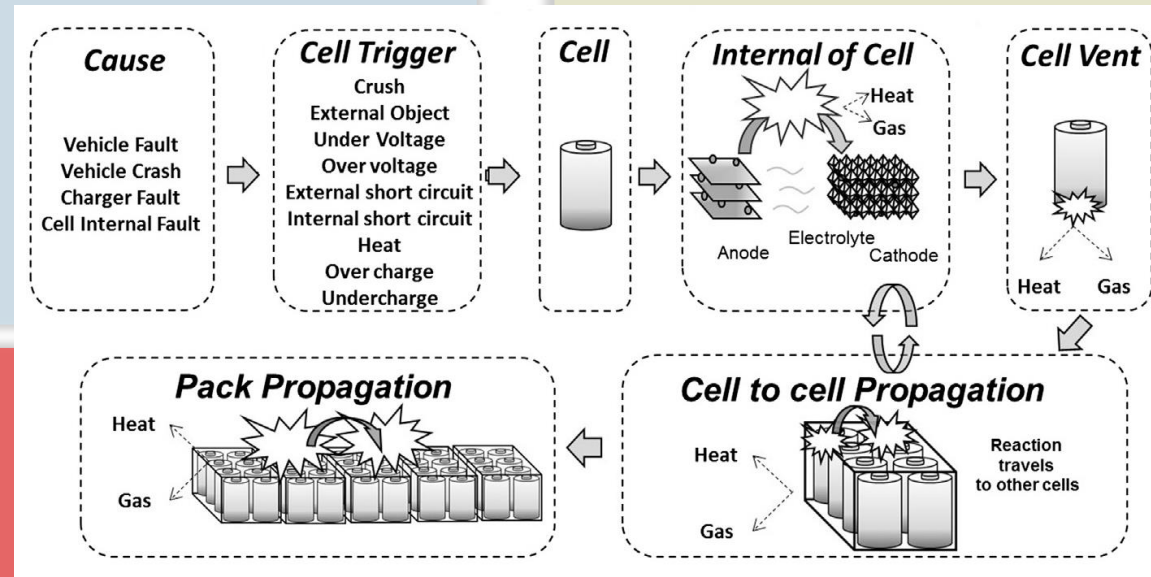 Cause
Vehicle Fault
Vehicle Crash
Charger Fault
Cell Internal Fault
Cell Trigger
Crush
External Object
Under Voltage
Over voltage
External short circuit
Internal short circuit
Heat
Over charge
Undercharge
Cell
Internal of Cell
Heat
Gas
Anode
Electrolyte
Cathode
Cell Vent
Heat
Gas
Pack Propagation
Heat
Gas
Cell to cell Propagation
Heat
Gas
Reaction
travels
to other cells